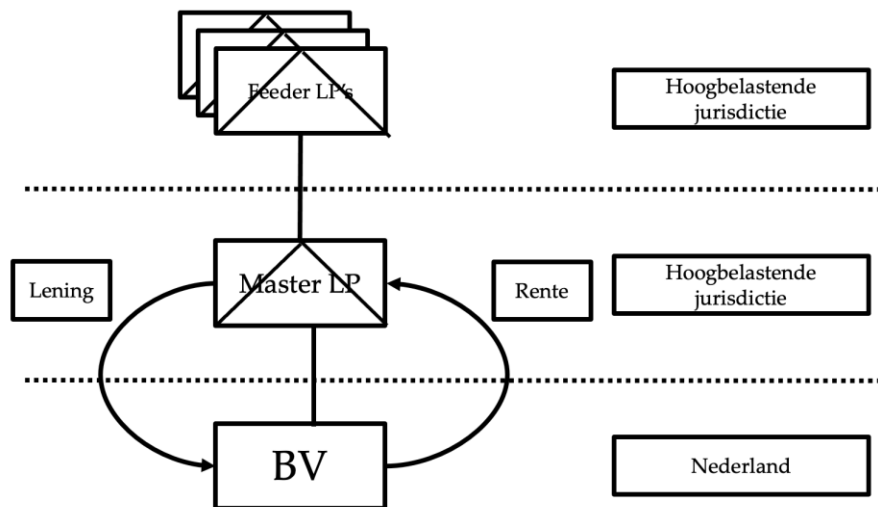 Feeder LP's
Hoogbelastende
jurisdictie
Lening
Master LP
Rente
Hoogbelastende
jurisdictie
BV
Nederland